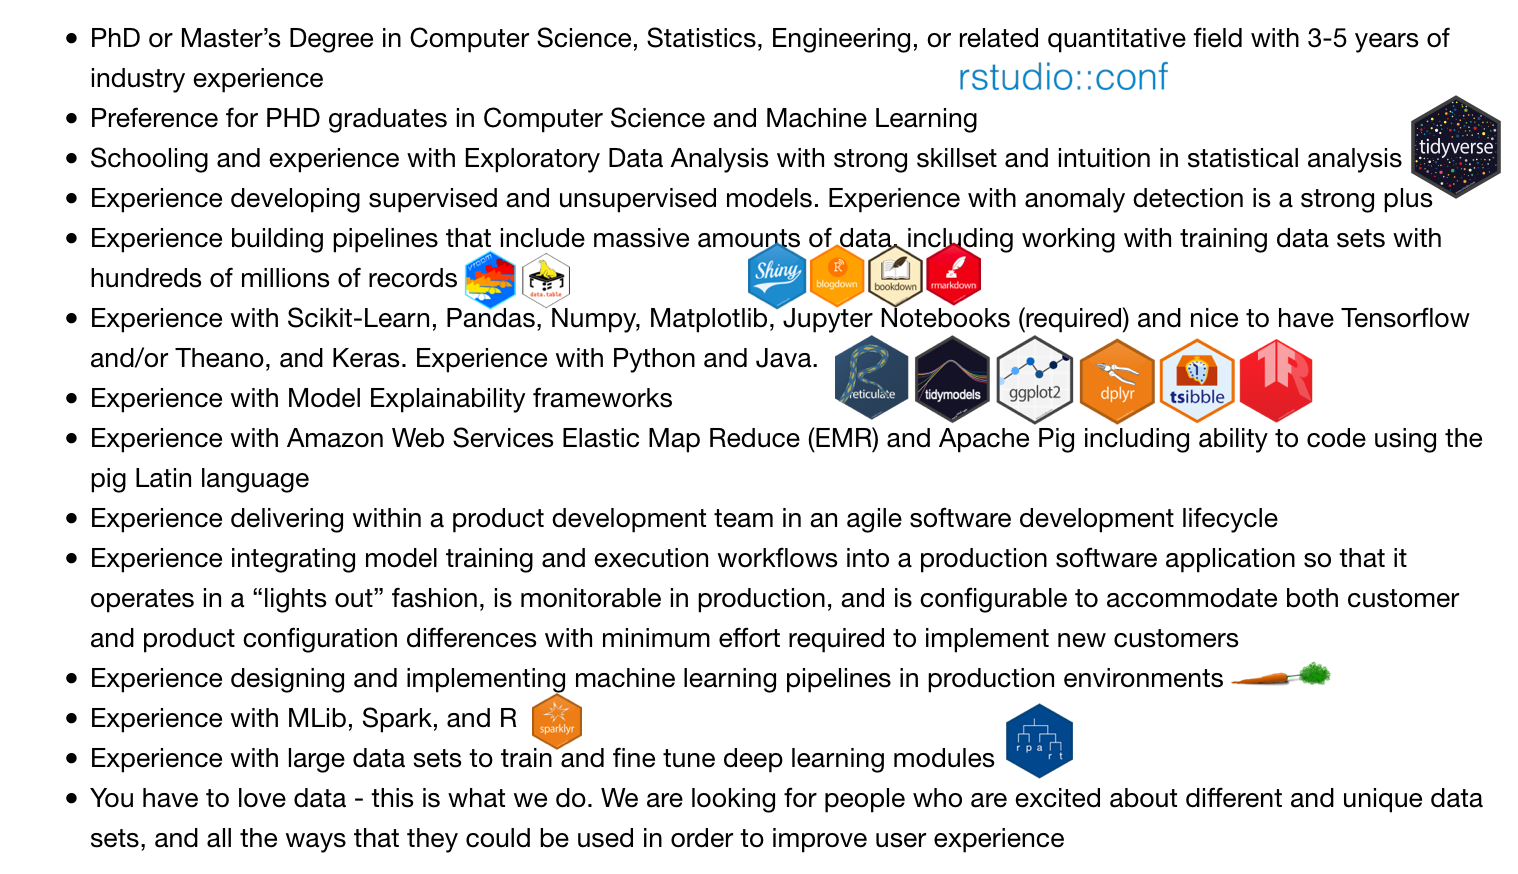 • PhD or Master’s Degree in Computer Science, Statistics, Engineering, or related quantitative field with 3-5 years of
industry experience
rstudio::conf
• Preference for PHD graduates in Computer Science and Machine Learning
• Schooling and experience with Exploratory Data Analysis with strong skillset and intuition in statistical analysis
tidyverse
• Experience developing supervised and unsupervised models. Experience with anomaly detection is a strong plus
• Experience building pipelines that include massive amounts of data, including working with training data sets with
hundreds of millions of records
vroom
data.table
Shiny
blogdown
bookdown
rmarkdown
• Experience with Scikit-Learn, Pandas, Numpy, Matplotlib, Jupyter Notebooks (required) and nice to have Tensorflow
and/or Theano, and Keras. Experience with Python and Java.
reticulate
tidymodels
ggplot2
dplyr
tsibble
TR
• Experience with Model Explainability frameworks
• Experience with Amazon Web Services Elastic Map Reduce (EMR) and Apache Pig including ability to code using the
pig Latin language
• Experience delivering within a product development team in an agile software development lifecycle
• Experience integrating model training and execution workflows into a production software application so that it
operates in a “lights out” fashion, is monitorable in production, and is configurable to accommodate both customer
and product configuration differences with minimum effort required to implement new customers
• Experience designing and implementing machine learning pipelines in production environments
• Experience with MLib, Spark, and R
sparklyr
rpart
• Experience with large data sets to train and fine tune deep learning modules
• You have to love data - this is what we do. We are looking for people who are excited about different and unique data
sets, and all the ways that they could be used in order to improve user experience